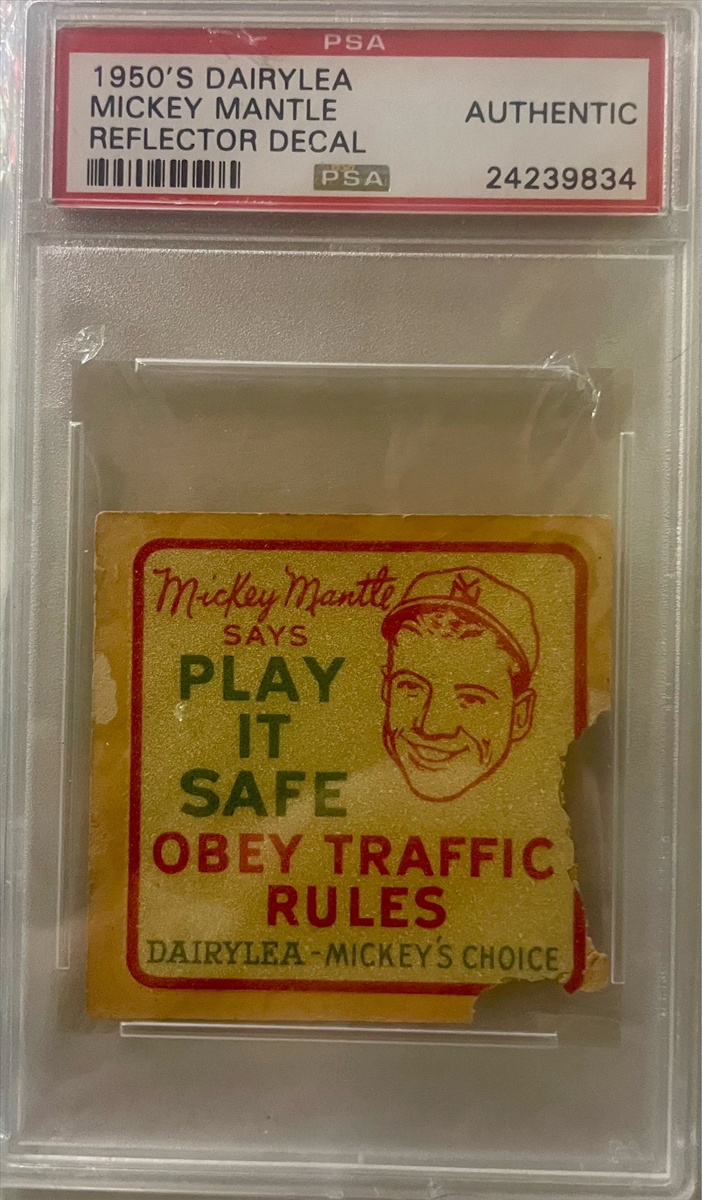 PSA
1950'S DAIRYLEA
MICKEY MANTLE AUTHENTIC
REFLECTOR DECAL
PSA 24239834
Mickey Mantle
SAYS
PLAY
IT
SAFE
NY
OBEY TRAFFIC
RULES
DAIRYLEA - MICKEY'S CHOICE